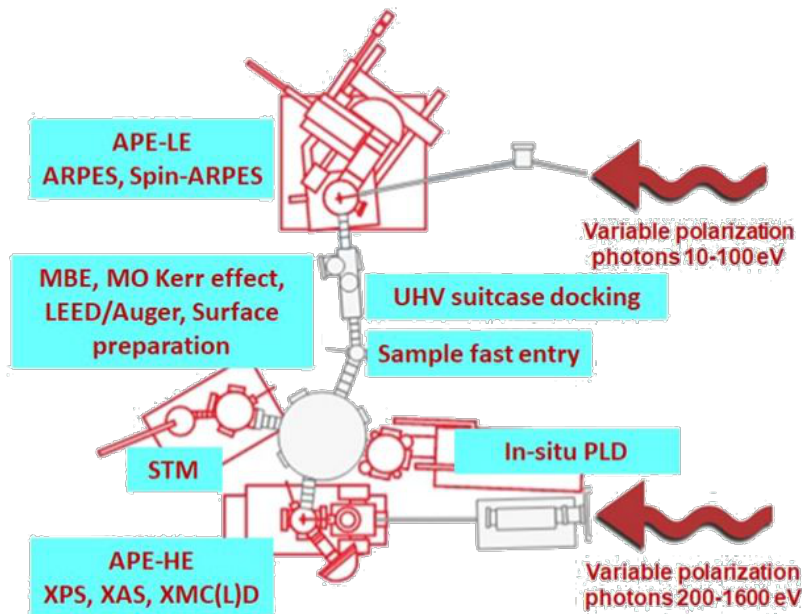 APE-LE
ARPES, Spin-ARPES
Variable polarization
photons 10-100 eV
MBE, MO Kerr effect,
LEED/Auger, Surface
preparation
UHV suitcase docking
Sample fast entry
STM
In-situ PLD
APE-HE
XPS, XAS, XMC(L)D
Variable polarization
photons 200-1600 eV